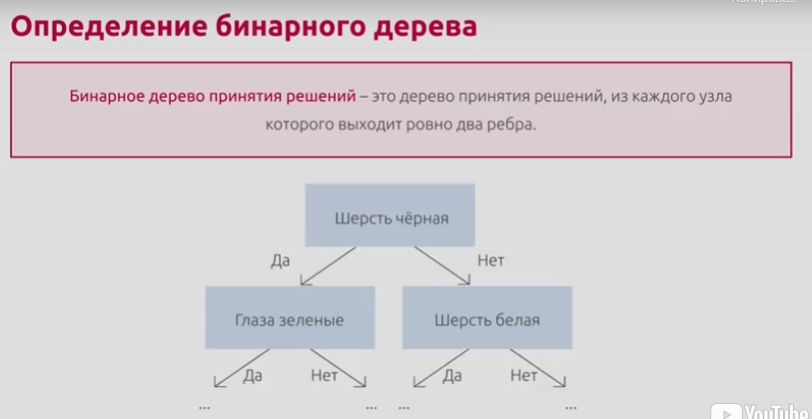 Определение бинарного дерева
Бинарное дерево принятия решений – это дерево принятия решений, из каждого узла
которого выходит ровно два ребра.
Шерсть чёрная
Да
Нет
Глаза зеленые
Шерсть белая
Да
Нет
Да
Нет
...
...
...
...
YouTube